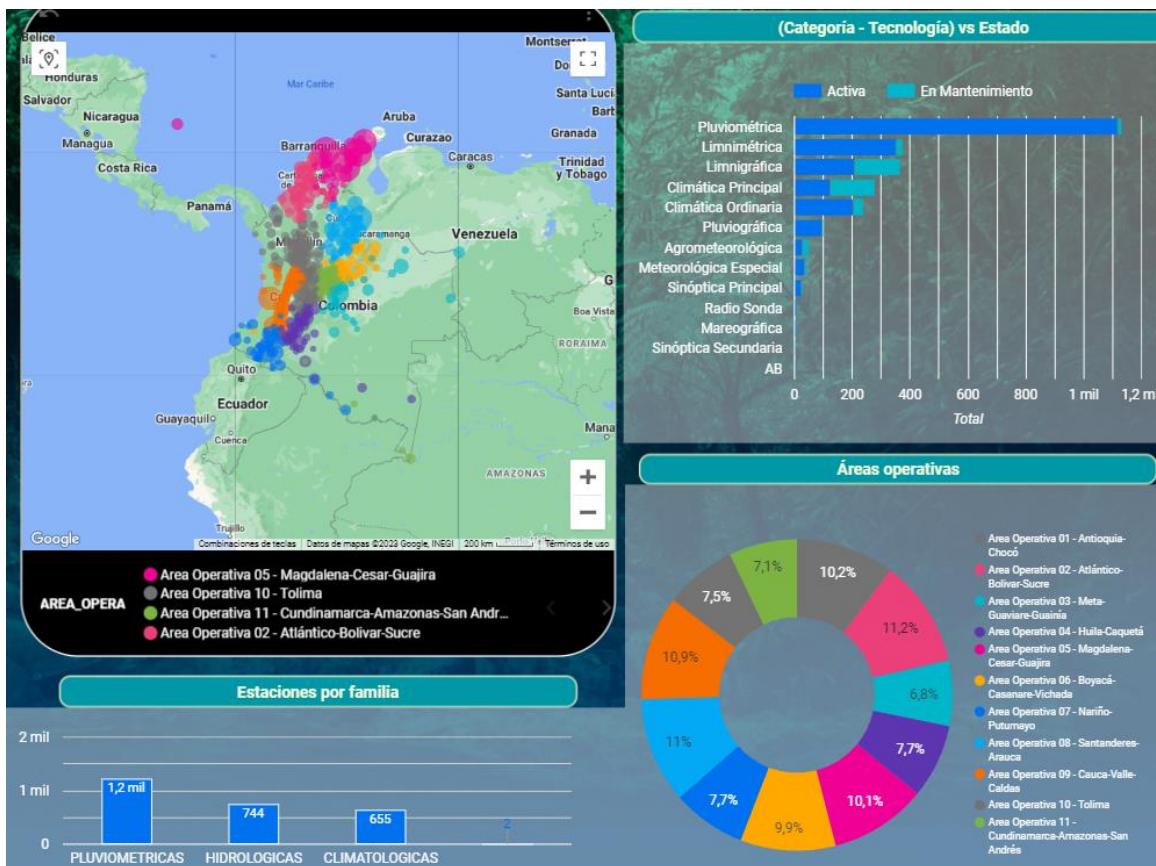 Belice
Honduras
Salvador
Nicaragua
Managua
Costa Rica
Panamá
Mar Caribe
Aruba
Curazao
Barranquilla
Caracas
Montserrat
Santa Lucía
Granada
Trinidad
y Tobago
Venezuela
Colombia
Boa Vista
RORAIMA
Quito
Ecuador
Guayaquil
Cuenca
AMAZONAS
Mana
Trujillo
Google
Combinaciones de teclas
Datos de mapas ©2023 Google, INEGI
200 km
Términos de uso
AREA_OPERA
Area Operativa 05 - Magdalena-Cesar-Guajira
Area Operativa 10 - Tolima
Area Operativa 11 - Cundinamarca-Amazonas-San Andr...
Area Operativa 02 - Atlántico-Bolivar-Sucre
Estaciones por familia
2 mil
1 mil
0
1,2 mil
744
655
2
PLUVIOMETRICAS
HIDROLOGICAS
CLIMATOLOGICAS
(Categoría - Tecnología) vs Estado
Activa
En Mantenimiento
Pluviométrica
Limnimétrica
Limnigráfica
Climática Principal
Climática Ordinaria
Pluviográfica
Agrometeorológica
Meteorológica Especial
Sinóptica Principal
Radio Sonda
Mareográfica
Sinóptica Secundaria
AB
0
200
400
600
800
1 mil
1,2 m
Total
Áreas operativas
10,2%
11,2%
6,8%
7,7%
10,1%
9,9%
7,7%
11%
10,9%
7,5%
7,1%
Area Operativa 01 - Antioquia-
Chocó
Area Operativa 02 - Atlántico-
Bolivar-Sucre
Area Operativa 03 - Meta-
Guaviare-Guainía
Area Operativa 04 - Huila-Caquetá
Area Operativa 05 - Magdalena-
Cesar-Guajira
Area Operativa 06 - Boyacá-
Casanare-Vichada
Area Operativa 07 - Nariño-
Putumayo
Area Operativa 08 - Santanderes-
Arauca
Area Operativa 09 - Cauca-Valle-
Caldas
Area Operativa 10 - Tolima
Area Operativa 11 -
Cundinamarca-Amazonas-San
Andrés